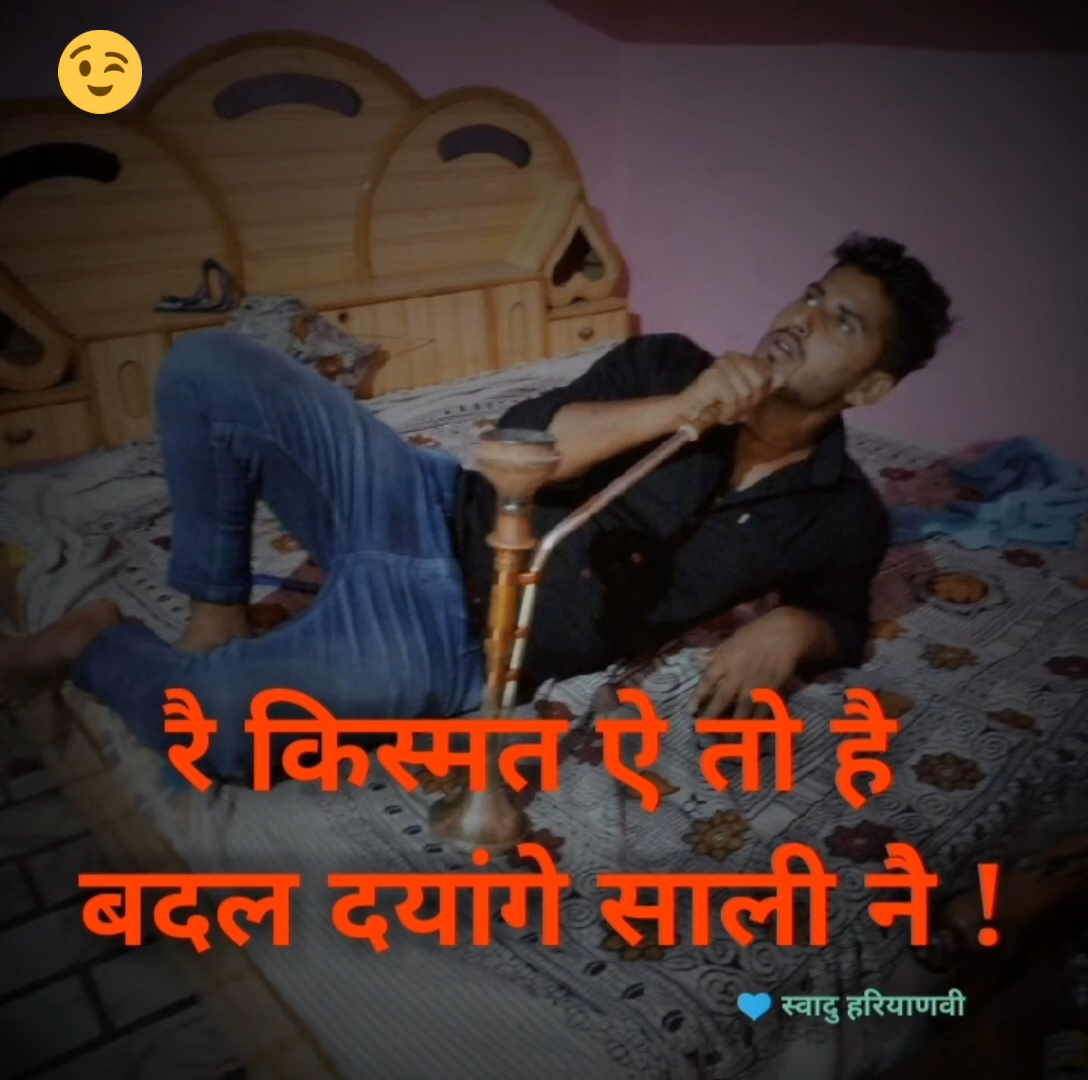 रै किस्मत ऐ तो है
बदल दयांगे साली नै !
स्वादु हरियाणवी